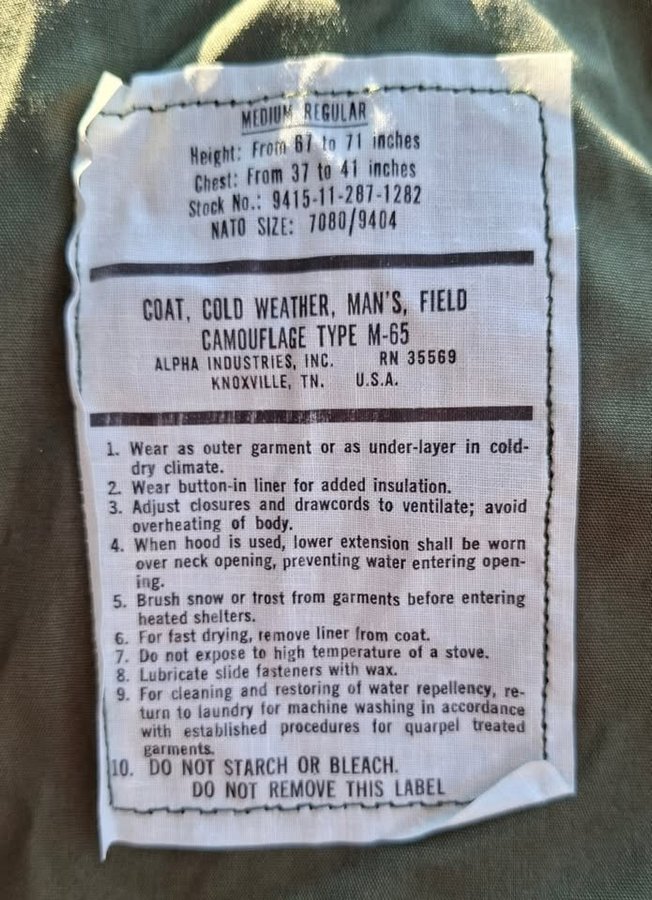 MEDIUM REGULAR
Height: From 67 to 71 inches
Chest: From 37 to 41 inches
Stock No.: 9415-11-287-1282
NATO SIZE: 7080/9404
COAT, COLD WEATHER, MAN'S, FIELD
CAMOUFLAGE TYPE M-65
ALPHA INDUSTRIES, INC. RN 35569
KNOXVILLE, TN. U.S.A.
1. Wear as outer garment or as under-layer in cold-
dry climate.
2. Wear button-in liner for added insulation.
3. Adjust closures and drawcords to ventilate; avoid
overheating of body.
4. When hood is used, lower extension shall be worn
over neck opening, preventing water entering open-
ing.
5. Brush snow or trost from garments before entering
heated shelters.
6. For fast drying, remove liner from coat.
7. Do not expose to high temperature of a stove.
8. Lubricate slide fasteners with wax.
9. For cleaning and restoring of water repellency, re-
turn to laundry for machine washing in accordance
with established procedures for quarpel treated
garments.
10. DO NOT STARCH OR BLEACH.
DO NOT REMOVE THIS LABEL